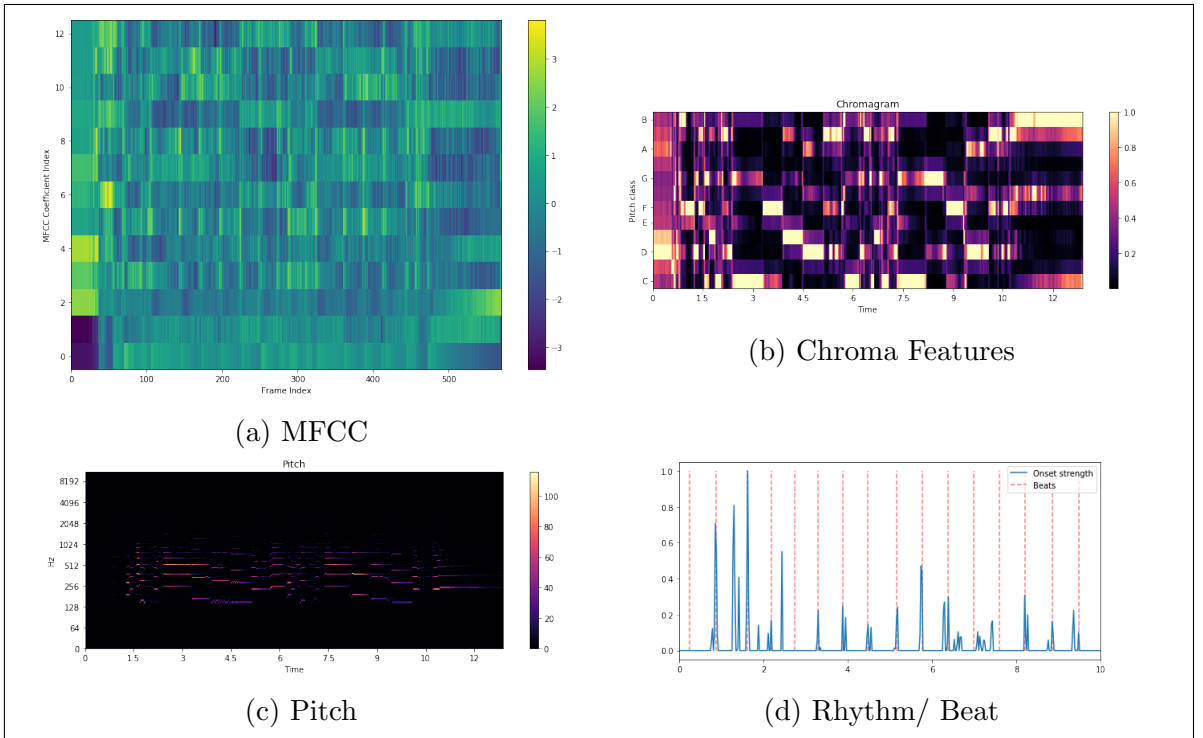 12
10
8
6
4
2
0
MFCC Coefficient Index
0 100 200 300 400 500
Frame Index
3
2
1
0
−1
−2
−3
(a) MFCC
Chromagram
B
A
G
F
E
D
C
Pitch class
0 1.5 3 4.5 6 7.5 9 10.5 12
Time
1.0
0.8
0.6
0.4
0.2
(b) Chroma Features
Pitch
8192
4096
2048
1024
512
256
128
64
0
Hz
0 1.5 3 4.5 6 7.5 9 10.5 12
Time
100
80
60
40
20
0
(c) Pitch
1.0
0.8
0.6
0.4
0.2
0.0
Onset strength
Beats
0 2 4 6 8 10
(d) Rhythm/ Beat